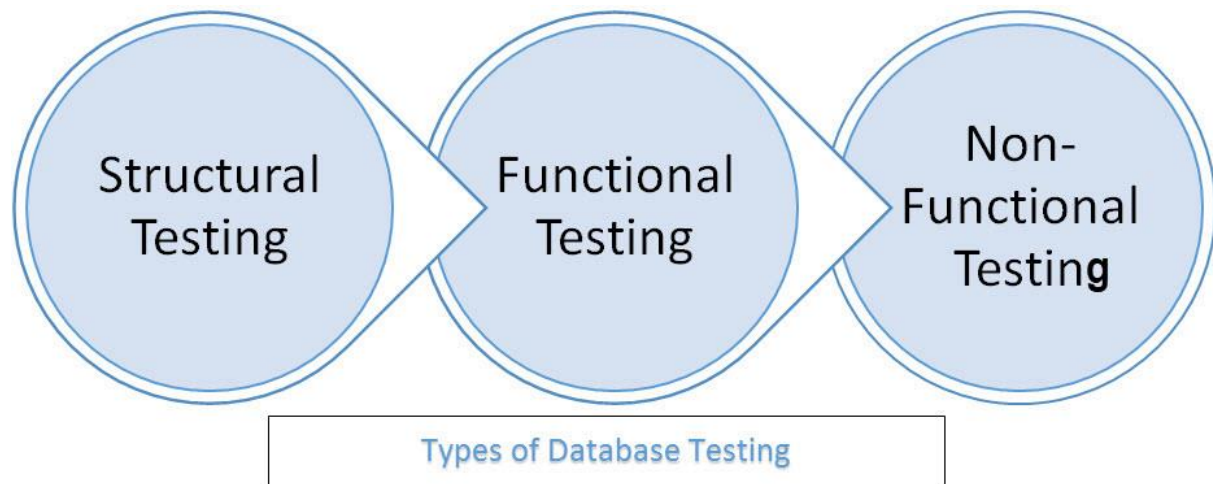 Structural
Testing
Functional
Testing
Non-
Functional
Testing
Types of Database Testing